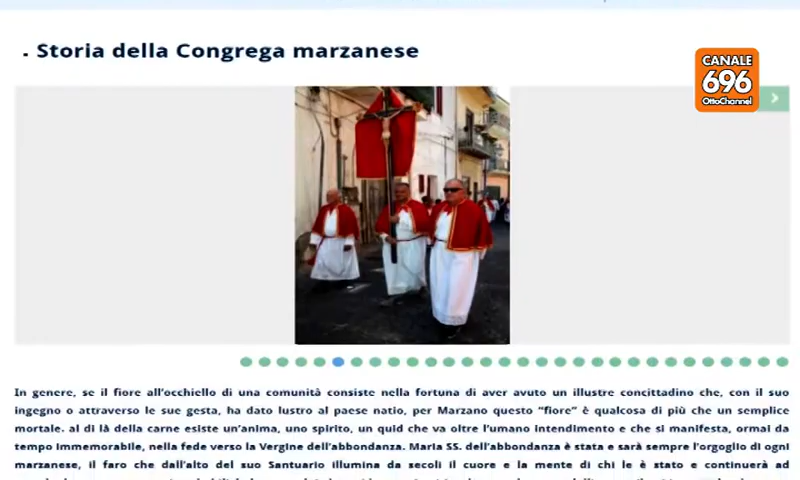 - Storia della Congrega marzanese
CANALE
696
OttoChannel
In genere, se il fiore all'occhiello di una comunità consiste nella fortuna di aver avuto un illustre concittadino che, con il suo
ingegno o attraverso le sue gesta, ha dato lustro al paese natio, per Marzano questo "fiore" è qualcosa di più che un semplice
mortale. al di là della carne esiste un'anima, uno spirito, un quid che va oltre l'umano intendimento e che si manifesta, ormai da
tempo immemorabile, nella fede verso la Vergine dell'abbondanza. Maria SS. dell'abbondanza è stata e sarà sempre l'orgoglio di ogni
marzanese, il faro che dall'alto del suo Santuario illumina da secoli il cuore e la mente di chi le è stato e continuerà ad